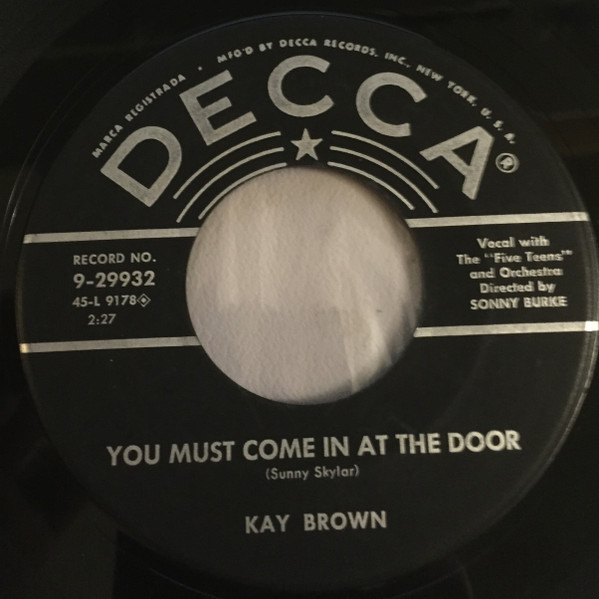 MARCA REGISTRADA • MFG'D BY DECCA RECORDS, INC., NEW YORK, U. S. A.
DECCA®
RECORD NO.
9-29932
45-L 9178
2:27
Vocal with
The "Five Teens"
and Orchestra
Directed by
SONNY BURKE
YOU MUST COME IN AT THE DOOR
(Sunny Skylar)
KAY BROWN